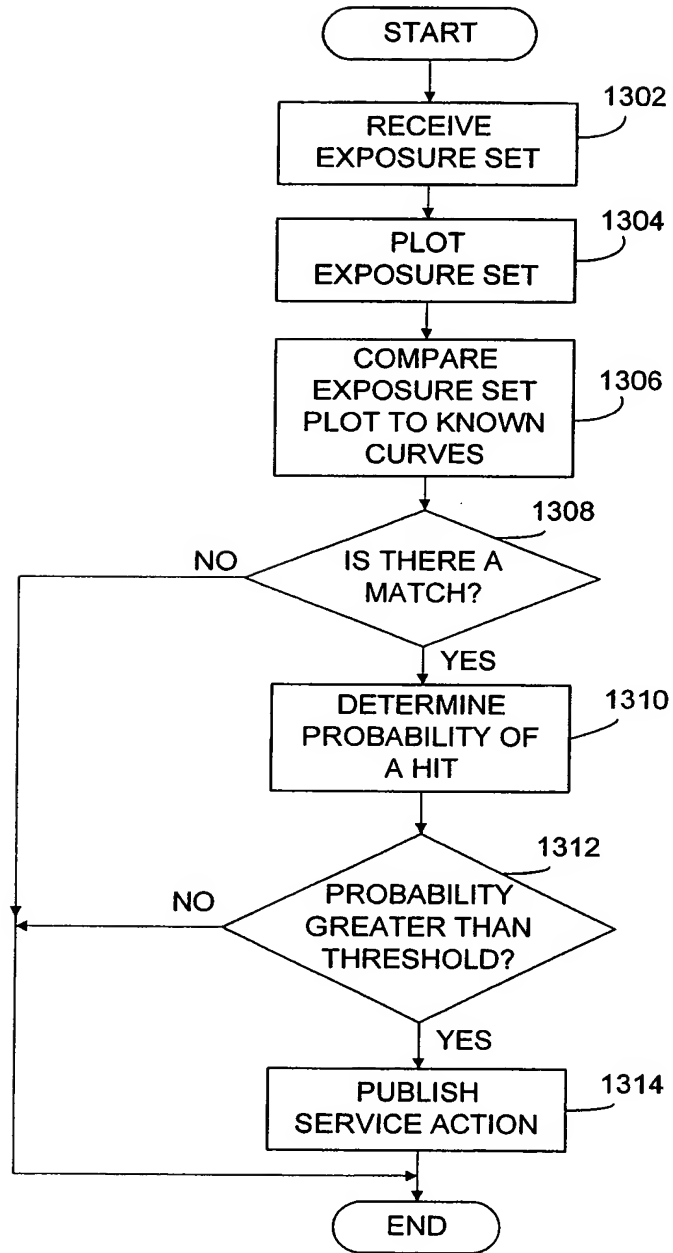 START
1302
RECEIVE
EXPOSURE SET
1304
PLOT
EXPOSURE SET
COMPARE
EXPOSURE SET
PLOT TO KNOWN
CURVES
1306
1308
NO
IS THERE A
MATCH?
YES
DETERMINE
PROBABILITY OF
A HIT
1310
1312
NO
PROBABILITY
GREATER THAN
THRESHOLD?
YES
PUBLISH
SERVICE ACTION
1314
END